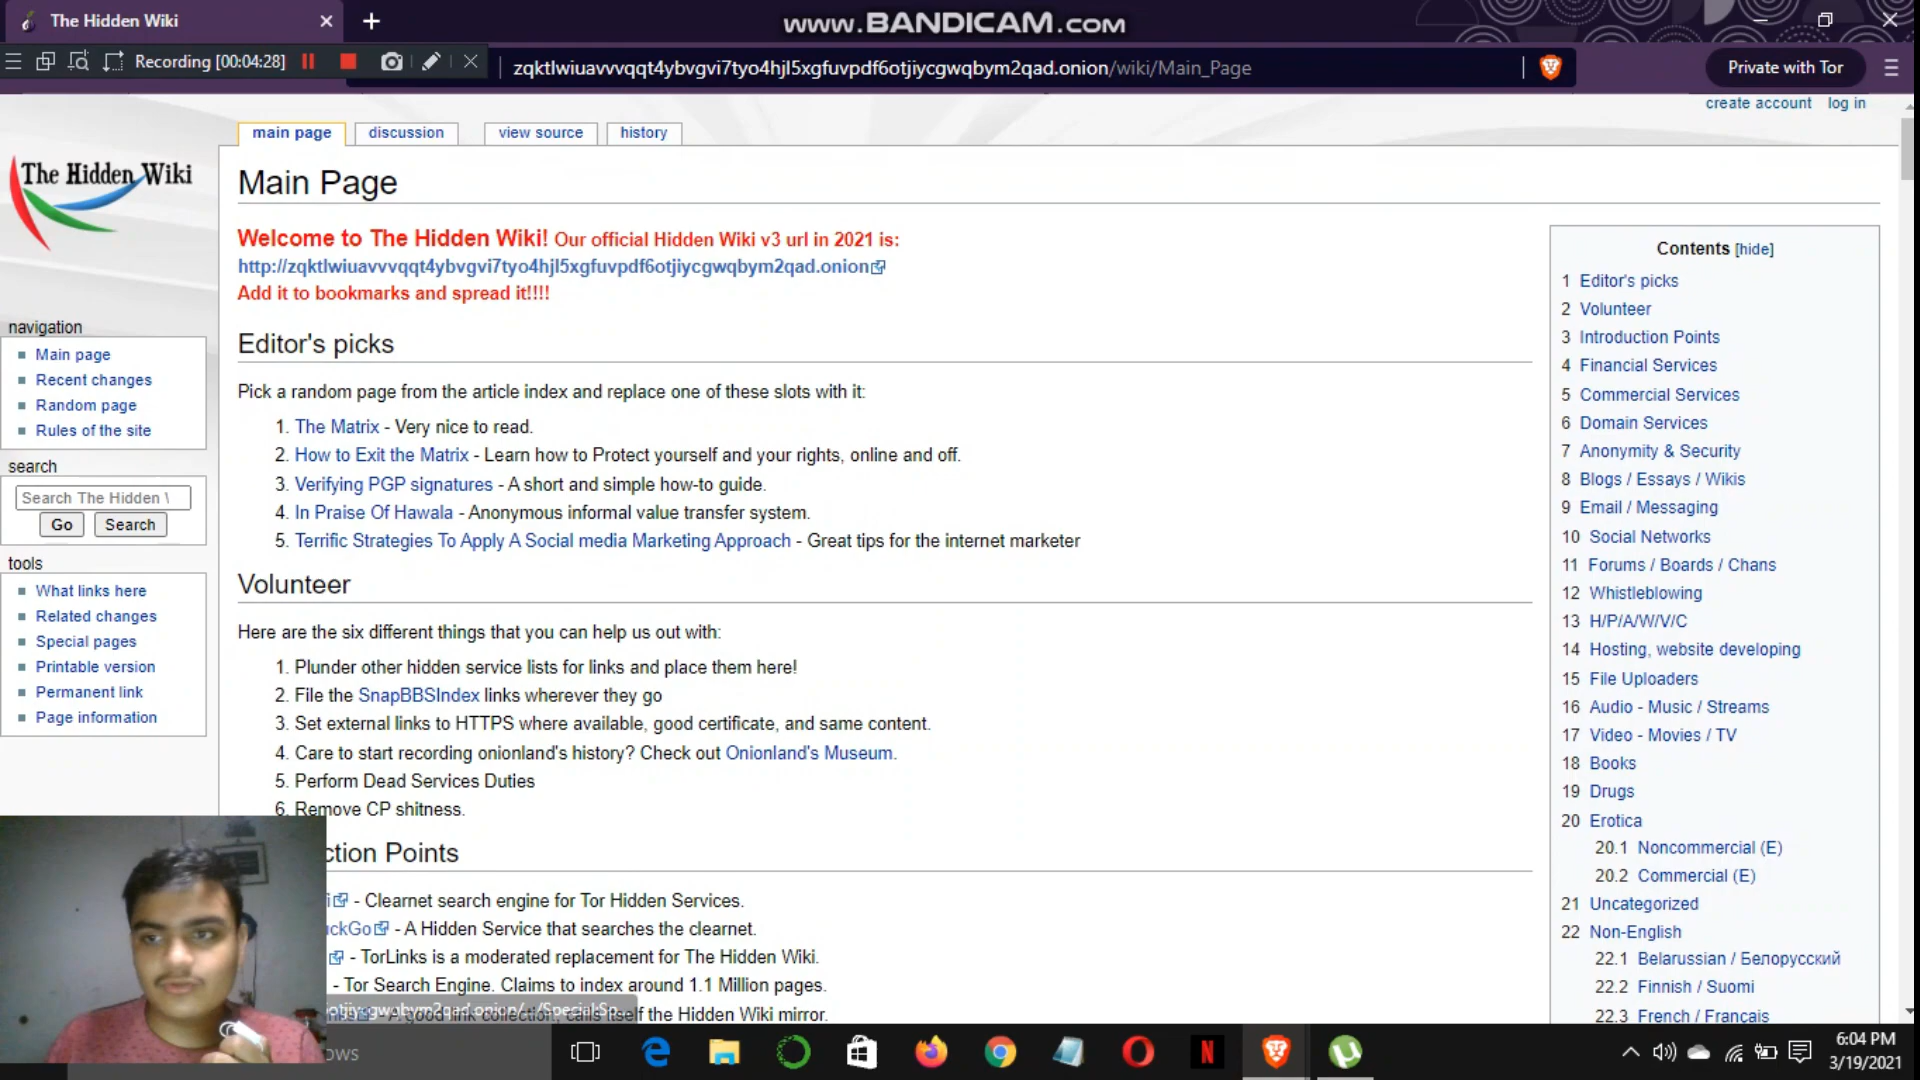 The Hidden Wiki
www.BANDICAM.com
Recording [00:04:28]
zqktlwiuavvvqqt4ybvgvi7tyo4hjl5xgfuvpdf6otjiycgwqbym2qad.onion/wiki/Main_Page
Private with Tor
create account log in
main page discussion view source history
The Hidden Wiki
Main Page
Welcome to The Hidden Wiki! Our official Hidden Wiki v3 url in 2021 is:
http://zqktlwiuavvvqqt4ybvgvi7tyo4hjl5xgfuvpdf6otjiycgwqbym2qad.onion
Add it to bookmarks and spread it!!!!
Editor's picks
Pick a random page from the article index and replace one of these slots with it:
1. The Matrix - Very nice to read.
2. How to Exit the Matrix - Learn how to Protect yourself and your rights, online and off.
3. Verifying PGP signatures - A short and simple how-to guide.
4. In Praise Of Hawala - Anonymous informal value transfer system.
5. Terrific Strategies To Apply A Social media Marketing Approach - Great tips for the internet marketer
Volunteer
Here are the six different things that you can help us out with:
1. Plunder other hidden service lists for links and place them here!
2. File the SnapBBSIndex links wherever they go
3. Set external links to HTTPS where available, good certificate, and same content.
4. Care to start recording onionland's history? Check out Onionland's Museum.
5. Perform Dead Services Duties
6. Remove CP shitness.
ction Points
i - Clearnet search engine for Tor Hidden Services.
uckGo - A Hidden Service that searches the clearnet.
- TorLinks is a moderated replacement for The Hidden Wiki.
- Tor Search Engine. Claims to index around 1.1 Million pages.
- A good link collection, calls itself the Hidden Wiki mirror.
navigation
Main page
Recent changes
Random page
Rules of the site
search
Search The Hidden \
Go Search
tools
What links here
Related changes
Special pages
Printable version
Permanent link
Page information
Contents [hide]
1 Editor's picks
2 Volunteer
3 Introduction Points
4 Financial Services
5 Commercial Services
6 Domain Services
7 Anonymity & Security
8 Blogs / Essays / Wikis
9 Email / Messaging
10 Social Networks
11 Forums / Boards / Chans
12 Whistleblowing
13 H/P/A/W/V/C
14 Hosting, website developing
15 File Uploaders
16 Audio - Music / Streams
17 Video - Movies / TV
18 Books
19 Drugs
20 Erotica
20.1 Noncommercial (E)
20.2 Commercial (E)
21 Uncategorized
22 Non-English
22.1 Belarussian / Белорусский
22.2 Finnish / Suomi
22.3 French / Français
ows
6:04 PM
3/19/2021